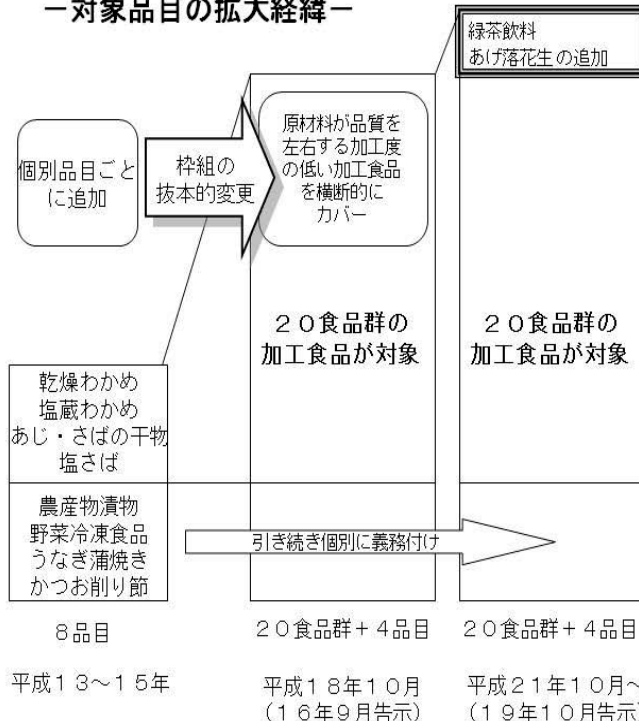 －対象品目の拡大経緯－
緑茶飲料
あげ落花生の追加
個別品目ごと
に追加
枠組の
抜本的変更
原材料が品質を
左右する加工度
の低い加工食品
を横断的に
カバー
２０食品群の
加工食品が対象
２０食品群の
加工食品が対象
乾燥わかめ
塩蔵わかめ
あじ・さばの干物
塩さば
農産物漬物
野菜冷凍食品
うなぎ蒲焼き
かつお削り節
引き続き個別に義務付け
８品目
２０食品群＋４品目
２０食品群＋４品目
平成１３～１５年
平成１８年１０月
（１６年９月告示）
平成２１年１０月～
（１９年１０月告示